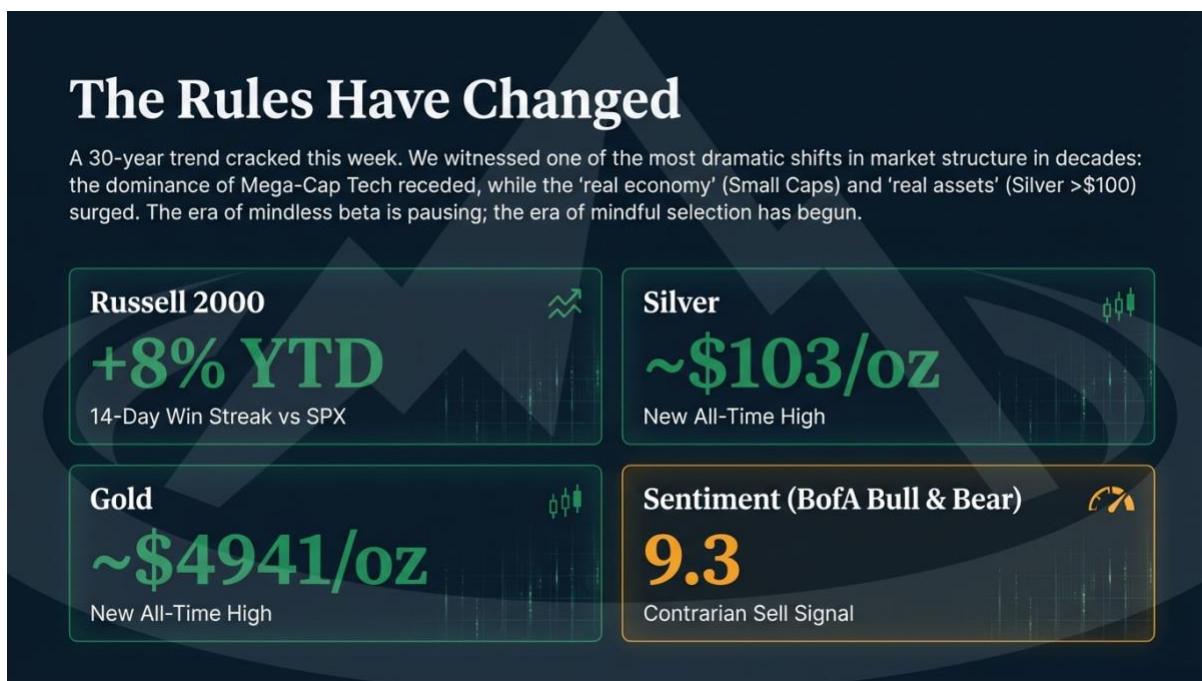 The Rules Have Changed
A 30-year trend cracked this week. We witnessed one of the most dramatic shifts in market structure in decades:
the dominance of Mega-Cap Tech receded, while the ‘real economy’ (Small Caps) and ‘real assets’ (Silver >$100)
surged. The era of mindless beta is pausing; the era of mindful selection has begun.
Russell 2000
+8% YTD
14-Day Win Streak vs SPX
Silver
~$103/oz
New All-Time High
Gold
~$4941/oz
New All-Time High
Sentiment (BofA Bull & Bear)
9.3
Contrarian Sell Signal